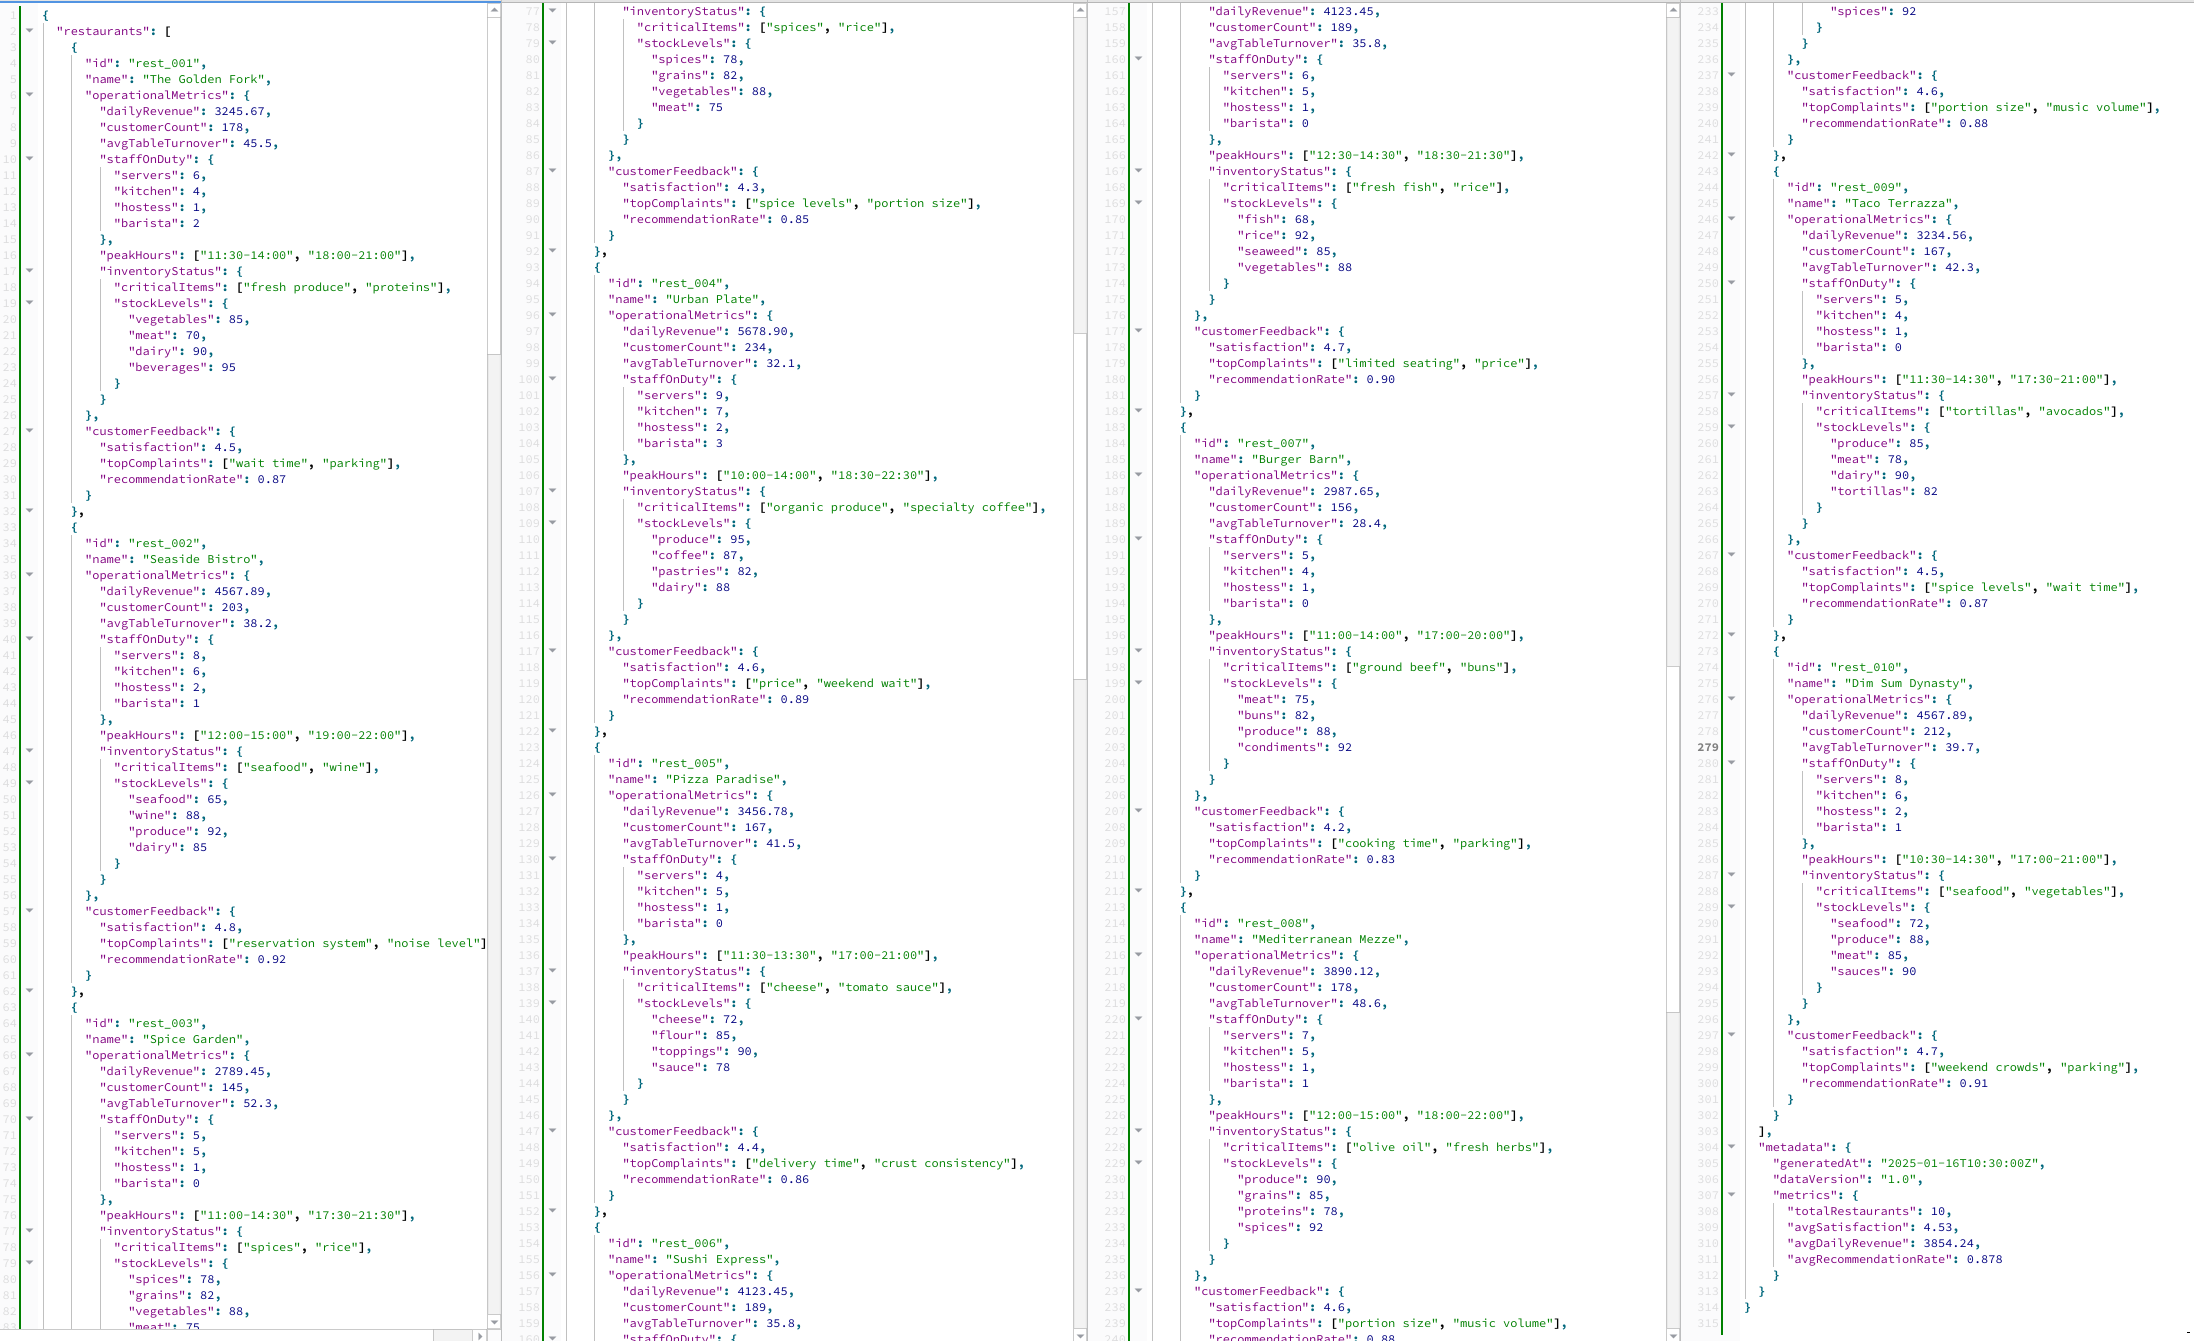 1 {
2 "restaurants": [
3 {
4 "id": "rest_001",
5 "name": "The Golden Fork",
6 "operationalMetrics": {
7 "dailyRevenue": 3245.67,
8 "customerCount": 178,
9 "avgTableTurnover": 45.5,
10 "staffOnDuty": {
11 "servers": 6,
12 "kitchen": 4,
13 "hostess": 1,
14 "barista": 2
15 },
16 "peakHours": ["11:30-14:00", "18:00-21:00"],
17 "inventoryStatus": {
18 "criticalItems": ["fresh produce", "proteins"],
19 "stockLevels": {
20 "vegetables": 85,
21 "meat": 70,
22 "dairy": 90,
23 "beverages": 95
24 }
25 }
26 },
27 "customerFeedback": {
28 "satisfaction": 4.5,
29 "topComplaints": ["wait time", "parking"],
30 "recommendationRate": 0.87
31 }
32 },
33 {
34 "id": "rest_002",
35 "name": "Seaside Bistro",
36 "operationalMetrics": {
37 "dailyRevenue": 4567.89,
38 "customerCount": 203,
39 "avgTableTurnover": 38.2,
40 "staffOnDuty": {
41 "servers": 8,
42 "kitchen": 6,
43 "hostess": 2,
44 "barista": 1
45 },
46 "peakHours": ["12:00-15:00", "19:00-22:00"],
47 "inventoryStatus": {
48 "criticalItems": ["seafood", "wine"],
49 "stockLevels": {
50 "seafood": 65,
51 "wine": 88,
52 "produce": 92,
53 "dairy": 85
54 }
55 }
56 },
57 "customerFeedback": {
58 "satisfaction": 4.8,
59 "topComplaints": ["reservation system", "noise level"]
60 "recommendationRate": 0.92
61 }
62 },
63 {
64 "id": "rest_003",
65 "name": "Spice Garden",
66 "operationalMetrics": {
67 "dailyRevenue": 2789.45,
68 "customerCount": 145,
69 "avgTableTurnover": 52.3,
70 "staffOnDuty": {
71 "servers": 5,
72 "kitchen": 5,
73 "hostess": 1,
74 "barista": 0
75 },
76 "peakHours": ["11:00-14:30", "17:30-21:30"],
77 "inventoryStatus": {
78 "criticalItems": ["spices", "rice"],
79 "stockLevels": {
80 "spices": 78,
81 "grains": 82,
82 "vegetables": 88,
83 "meat": 75
77 "inventoryStatus": {
78 "criticalItems": ["spices", "rice"],
79 "stockLevels": {
80 "spices": 78,
81 "grains": 82,
82 "vegetables": 88,
83 "meat": 75
84 }
85 }
86 },
87 "customerFeedback": {
88 "satisfaction": 4.3,
89 "topComplaints": ["spice levels", "portion size"],
90 "recommendationRate": 0.85
91 }
92 },
93 {
94 "id": "rest_004",
95 "name": "Urban Plate",
96 "operationalMetrics": {
97 "dailyRevenue": 5678.90,
98 "customerCount": 234,
99 "avgTableTurnover": 32.1,
100 "staffOnDuty": {
101 "servers": 9,
102 "kitchen": 7,
103 "hostess": 2,
104 "barista": 3
105 },
106 "peakHours": ["10:00-14:00", "18:30-22:30"],
107 "inventoryStatus": {
108 "criticalItems": ["organic produce", "specialty coffee"],
109 "stockLevels": {
110 "produce": 95,
111 "coffee": 87,
112 "pastries": 82,
113 "dairy": 88
114 }
115 }
116 },
117 "customerFeedback": {
118 "satisfaction": 4.6,
119 "topComplaints": ["price", "weekend wait"],
120 "recommendationRate": 0.89
121 }
122 },
123 {
124 "id": "rest_005",
125 "name": "Pizza Paradise",
126 "operationalMetrics": {
127 "dailyRevenue": 3456.78,
128 "customerCount": 167,
129 "avgTableTurnover": 41.5,
130 "staffOnDuty": {
131 "servers": 4,
132 "kitchen": 5,
133 "hostess": 1,
134 "barista": 0
135 },
136 "peakHours": ["11:30-13:30", "17:00-21:00"],
137 "inventoryStatus": {
138 "criticalItems": ["cheese", "tomato sauce"],
139 "stockLevels": {
140 "cheese": 72,
141 "flour": 85,
142 "toppings": 90,
143 "sauce": 78
144 }
145 }
146 },
147 "customerFeedback": {
148 "satisfaction": 4.4,
149 "topComplaints": ["delivery time", "crust consistency"],
150 "recommendationRate": 0.86
151 }
152 },
153 {
154 "id": "rest_006",
155 "name": "Sushi Express",
156 "operationalMetrics": {
157 "dailyRevenue": 4123.45,
158 "customerCount": 189,
159 "avgTableTurnover": 35.8,
160 "staffOnDuty": {
157 "dailyRevenue": 4123.45,
158 "customerCount": 189,
159 "avgTableTurnover": 35.8,
160 "staffOnDuty": {
161 "servers": 6,
162 "kitchen": 5,
163 "hostess": 1,
164 "barista": 0
165 },
166 "peakHours": ["12:30-14:30", "18:30-21:30"],
167 "inventoryStatus": {
168 "criticalItems": ["fresh fish", "rice"],
169 "stockLevels": {
170 "fish": 68,
171 "rice": 92,
172 "seaweed": 85,
173 "vegetables": 88
174 }
175 }
176 },
177 "customerFeedback": {
178 "satisfaction": 4.7,
179 "topComplaints": ["limited seating", "price"],
180 "recommendationRate": 0.90
181 }
182 },
183 {
184 "id": "rest_007",
185 "name": "Burger Barn",
186 "operationalMetrics": {
187 "dailyRevenue": 2987.65,
188 "customerCount": 156,
189 "avgTableTurnover": 28.4,
190 "staffOnDuty": {
191 "servers": 5,
192 "kitchen": 4,
193 "hostess": 1,
194 "barista": 0
195 },
196 "peakHours": ["11:00-14:00", "17:00-20:00"],
197 "inventoryStatus": {
198 "criticalItems": ["ground beef", "buns"],
199 "stockLevels": {
200 "meat": 75,
201 "buns": 82,
202 "produce": 88,
203 "condiments": 92
204 }
205 }
206 },
207 "customerFeedback": {
208 "satisfaction": 4.2,
209 "topComplaints": ["cooking time", "parking"],
210 "recommendationRate": 0.83
211 }
212 },
213 {
214 "id": "rest_008",
215 "name": "Mediterranean Mezze",
216 "operationalMetrics": {
217 "dailyRevenue": 3890.12,
218 "customerCount": 178,
219 "avgTableTurnover": 48.6,
220 "staffOnDuty": {
221 "servers": 7,
222 "kitchen": 5,
223 "hostess": 1,
224 "barista": 1
225 },
226 "peakHours": ["12:00-15:00", "18:00-22:00"],
227 "inventoryStatus": {
228 "criticalItems": ["olive oil", "fresh herbs"],
229 "stockLevels": {
230 "produce": 90,
231 "grains": 85,
232 "proteins": 78,
233 "spices": 92
234 }
235 }
236 },
237 "customerFeedback": {
238 "satisfaction": 4.6,
239 "topComplaints": ["portion size", "music volume"],
240 "recommendationRate": 0.88
233 "spices": 92
234 }
235 }
236 },
237 "customerFeedback": {
238 "satisfaction": 4.6,
239 "topComplaints": ["portion size", "music volume"],
240 "recommendationRate": 0.88
241 }
242 },
243 {
244 "id": "rest_009",
245 "name": "Taco Terrazza",
246 "operationalMetrics": {
247 "dailyRevenue": 3234.56,
248 "customerCount": 167,
249 "avgTableTurnover": 42.3,
250 "staffOnDuty": {
251 "servers": 5,
252 "kitchen": 4,
253 "hostess": 1,
254 "barista": 0
255 },
256 "peakHours": ["11:30-14:30", "17:30-21:00"],
257 "inventoryStatus": {
258 "criticalItems": ["tortillas", "avocados"],
259 "stockLevels": {
260 "produce": 85,
261 "meat": 78,
262 "dairy": 90,
263 "tortillas": 82
264 }
265 }
266 },
267 "customerFeedback": {
268 "satisfaction": 4.5,
269 "topComplaints": ["spice levels", "wait time"],
270 "recommendationRate": 0.87
271 }
272 },
273 {
274 "id": "rest_010",
275 "name": "Dim Sum Dynasty",
276 "operationalMetrics": {
277 "dailyRevenue": 4567.89,
278 "customerCount": 212,
279 "avgTableTurnover": 39.7,
280 "staffOnDuty": {
281 "servers": 8,
282 "kitchen": 6,
283 "hostess": 2,
284 "barista": 1
285 },
286 "peakHours": ["10:30-14:30", "17:00-21:00"],
287 "inventoryStatus": {
288 "criticalItems": ["seafood", "vegetables"],
289 "stockLevels": {
290 "seafood": 72,
291 "produce": 88,
292 "meat": 85,
293 "sauces": 90
294 }
295 }
296 },
297 "customerFeedback": {
298 "satisfaction": 4.7,
299 "topComplaints": ["weekend crowds", "parking"],
300 "recommendationRate": 0.91
301 }
302 }
303 ],
304 "metadata": {
305 "generatedAt": "2025-01-16T10:30:00Z",
306 "dataVersion": "1.0",
307 "metrics": {
308 "totalRestaurants": 10,
309 "avgSatisfaction": 4.53,
310 "avgDailyRevenue": 3854.24,
311 "avgRecommendationRate": 0.878
312 }
313 }
314 }
315